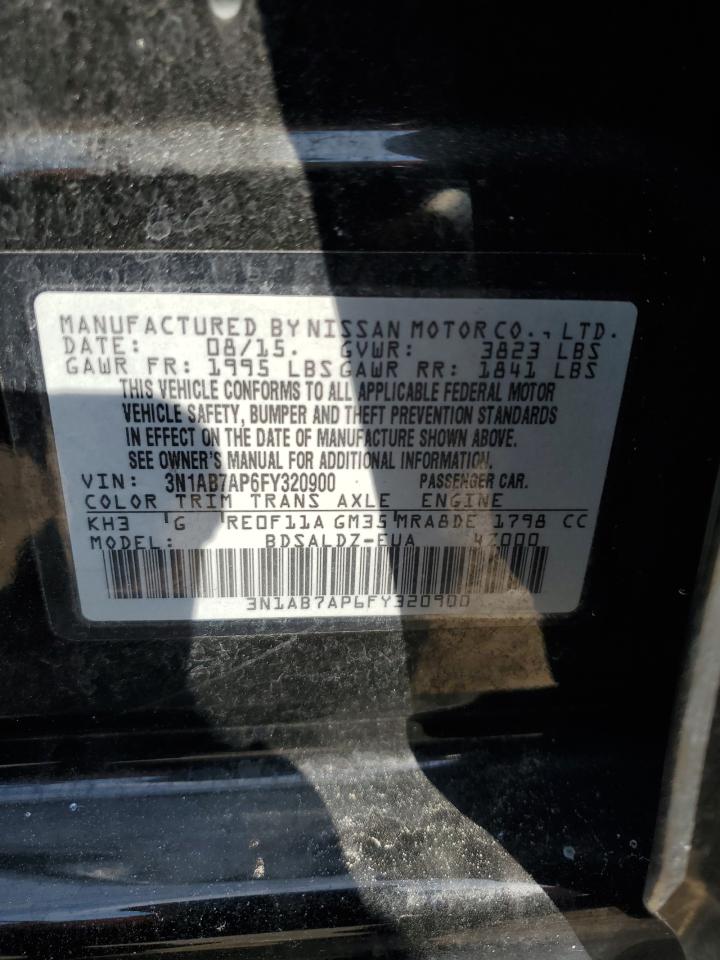 MANUFACTURED BY NISSAN MOTOR CO., LTD.
DATE: 08/15. GVWR: 3823 LBS
GAWR FR: 1995 LBS GAWR RR: 1841 LBS
THIS VEHICLE CONFORMS TO ALL APPLICABLE FEDERAL MOTOR
VEHICLE SAFETY, BUMPER AND THEFT PREVENTION STANDARDS
IN EFFECT ON THE DATE OF MANUFACTURE SHOWN ABOVE.
SEE OWNER'S MANUAL FOR ADDITIONAL INFORMATION.
VIN: 3N1AB7AP6FY320900 PASSENGER CAR.
COLOR TRIM TRANS AXLE ENGINE
KH3 G RE0F11A GM35 MRA8DE 1798 CC
MODEL: BDSALDZ-EUA 4Z000
3N1AB7AP6FY320900